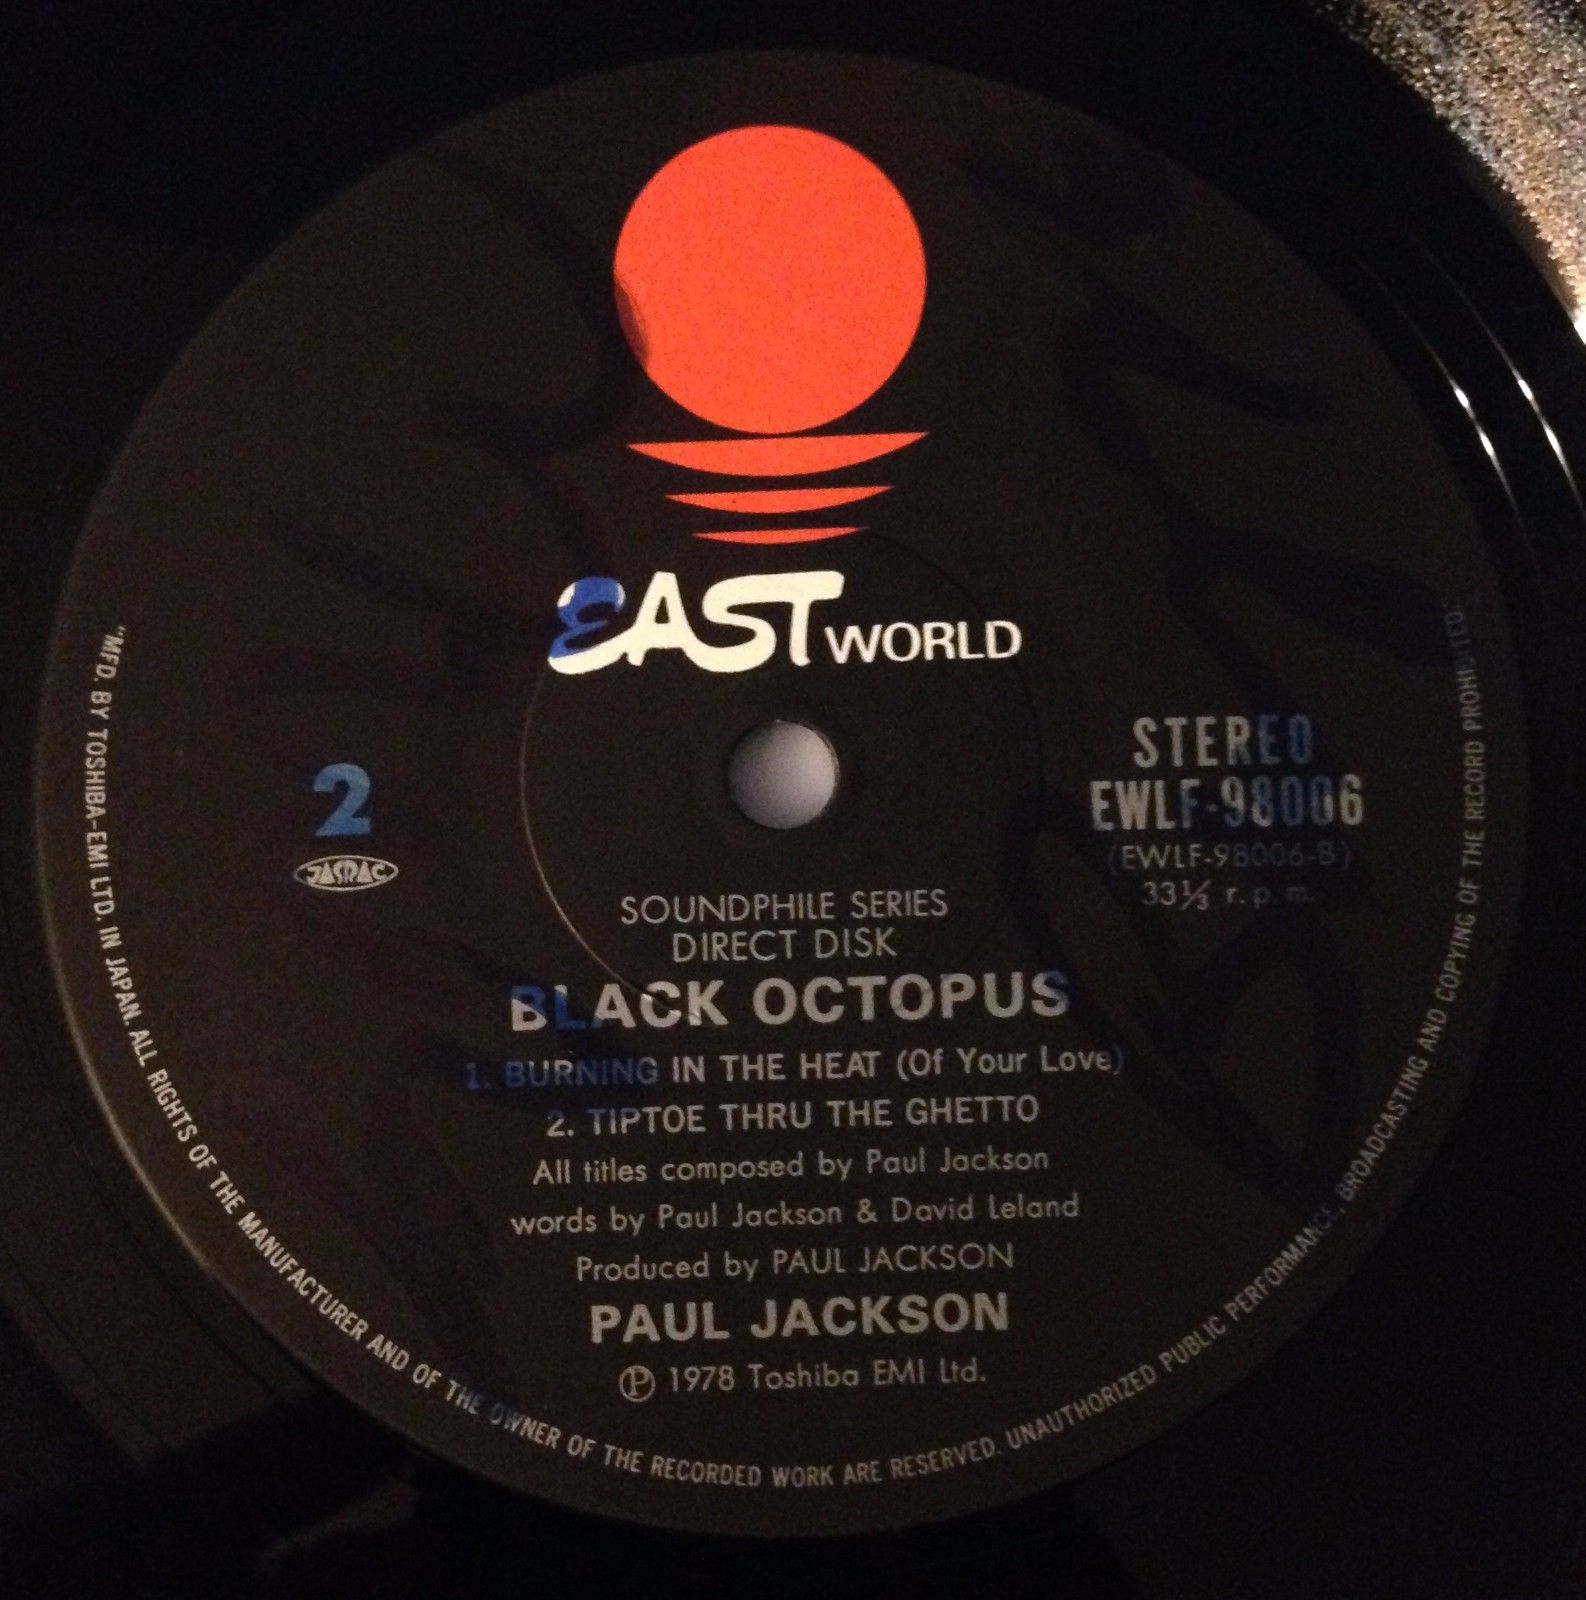 EAST WORLD
2
JASRAC
STEREO
EWLF-98006
(EWLF-98006-B)
33⅓ r.p.m.
SOUNDPHILE SERIES
DIRECT DISK
BLACK OCTOPUS
1. BURNING IN THE HEAT (Of Your Love)
2. TIPTOE THRU THE GHETTO
All titles composed by Paul Jackson
words by Paul Jackson & David Leland
Produced by PAUL JACKSON
PAUL JACKSON
Ⓟ 1978 Toshiba EMI Ltd.
"MFD. BY TOSHIBA-EMI LTD. IN JAPAN. ALL RIGHTS OF THE MANUFACTURER AND OF THE OWNER OF THE RECORDED WORK ARE RESERVED. UNAUTHORIZED PUBLIC PERFORMANCE, BROADCASTING AND COPYING OF THE RECORD PROHIBITED."